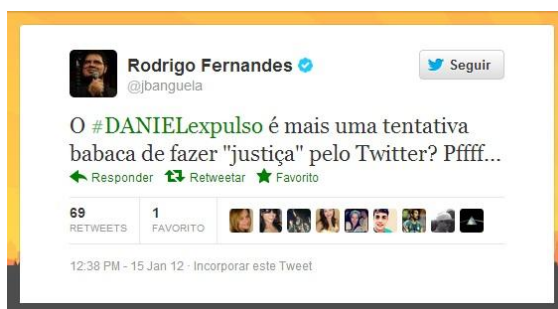 Rodrigo Fernandes
@jbanguela
Seguir
O #DANIELexpulso é mais uma tentativa
babaca de fazer "justiça" pelo Twitter? Pffff...
Responder Retweetar Favorito
69 1
RETWEETS FAVORITO
12:38 PM - 15 Jan 12 · Incorporar este Tweet